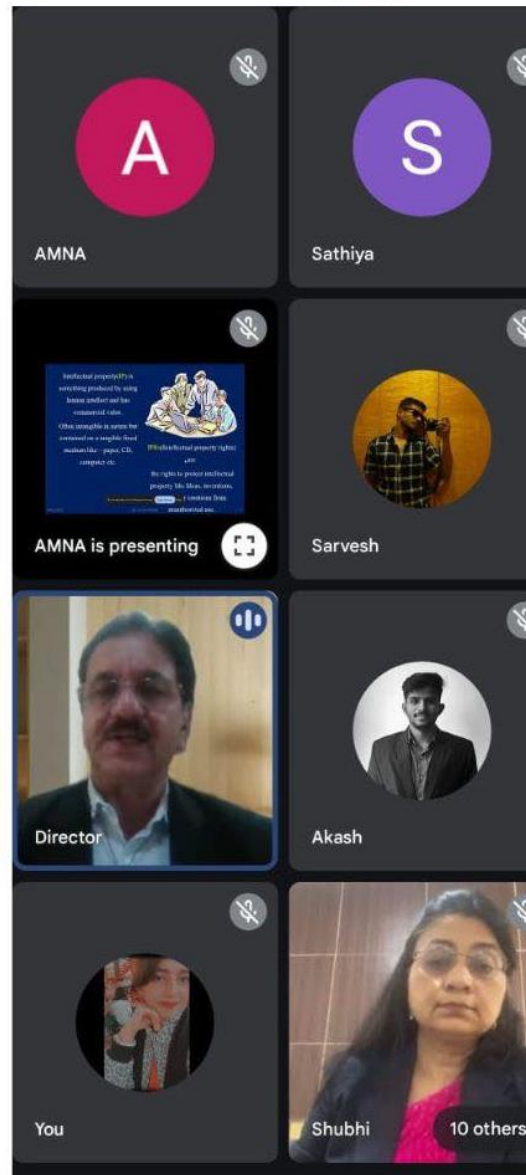 A
S
AMNA
Sathiya
Intellectual property(IP) is
something produced by using
human intellect and has
commercial value.
Often intangible in nature but
contained on a tangible fixed
medium like – paper, CD,
computer etc.
IPRs(Intellectual property rights)
are
the rights to protect intellectual
property like Ideas, inventions,
creations from
unauthorized use.
AMNA is presenting
Sarvesh
Director
Akash
You
Shubhi
10 others